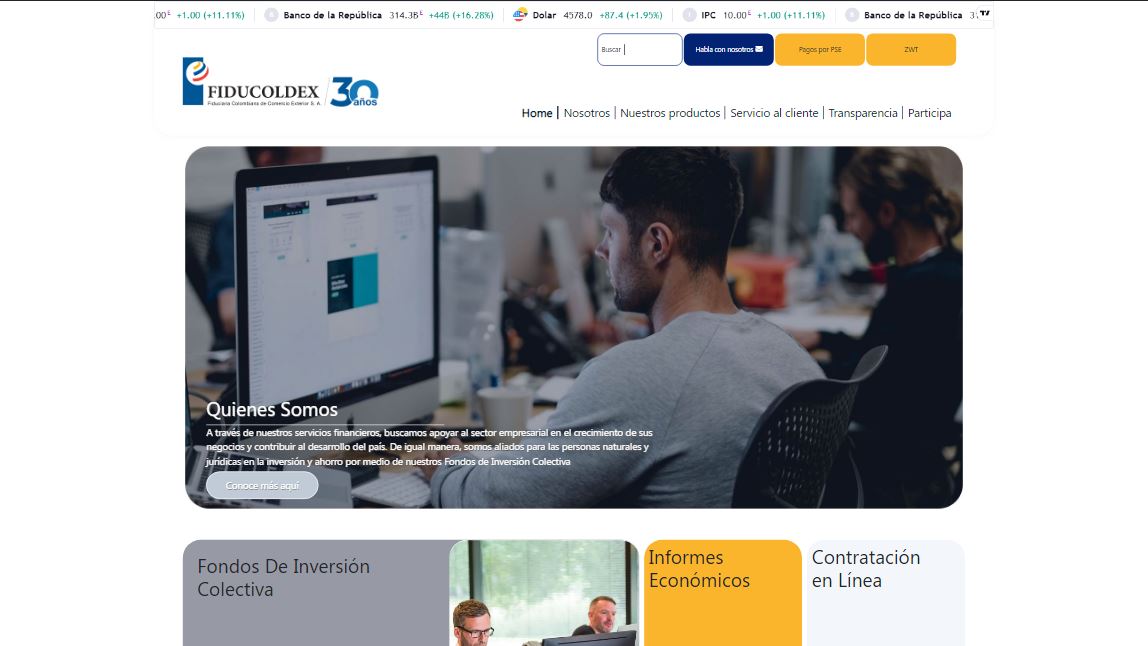 .00ᴱ +1.00 (+11.11%) Banco de la República 314.3Bᴱ +44B (+16.28%) Dolar 4578.0 +87.4 (+1.95%) IPC 10.00ᴱ +1.00 (+11.11%) Banco de la República
Buscar
Habla con nosotros
Pagos por PSE
ZWT
FIDUCOLDEX 30 años
Fiduciaria Colombiana de Comercio Exterior S. A.
Home | Nosotros | Nuestros productos | Servicio al cliente | Transparencia | Participa
Quienes Somos
A través de nuestros servicios financieros, buscamos apoyar al sector empresarial en el crecimiento de sus
negocios y contribuir al desarrollo del país. De igual manera, somos aliados para las personas naturales y
jurídicas en la inversión y ahorro por medio de nuestros Fondos de Inversión Colectiva
Conoce más aquí
Fondos De Inversión
Colectiva
Informes
Económicos
Contratación
en Línea